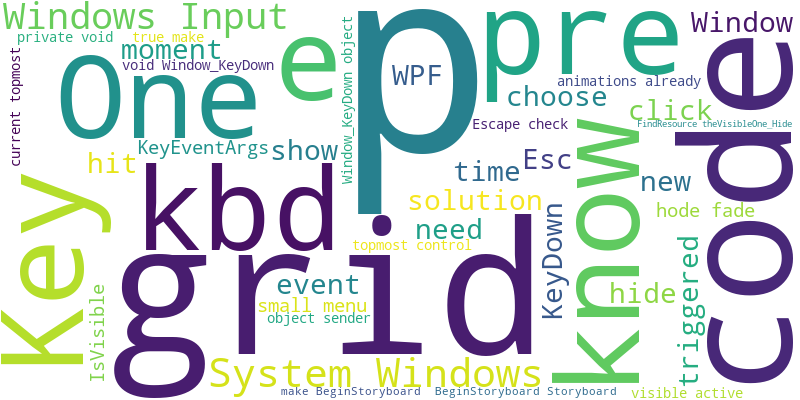 Windows Input
private void
true make
moment
void Window_KeyDown
current topmost
One
e
p
pre
Window
WPF
animations already
choose
click
code
Window_KeyDown object
Escape check
FindResource theVisibleOne_Hide
KeyEventArgs
show
hit
kbd
time
Esc
know
new
solution
hode fade
Key
need
topmost control
KeyDown
grid
event
small menu
object sender
IsVisible
hide
triggered
System Windows
make BeginStoryboard
BeginStoryboard Storyboard
visible active